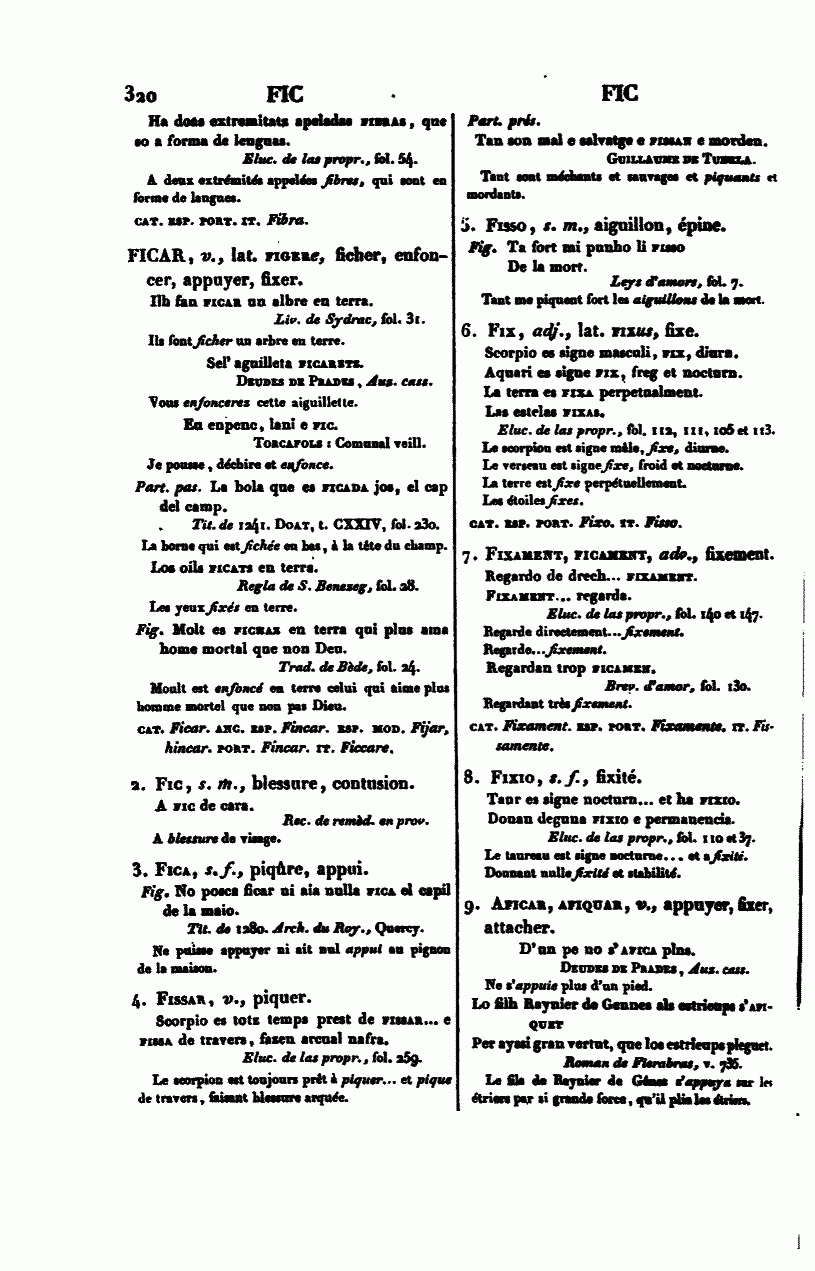 320 FIC FIC
Ha doas extremitats apeladas FIBRAS, que
so a forma de lenguas.
Eluc. de las propr., fol. 54.
A deux extrémités appelées fibres, qui sont en
forme de langues.
CAT. ESP. PORT. IT. Fibra.
FICAR, v., lat. FIGERE, ficher, enfon-
cer, appuyer, fixer.
Ilh fan FICAR un albre en terra.
Liv. de Sydrac, fol. 31.
Ils font ficher un arbre en terre.
Sel' aguilleta FICARETZ.
DEUDES DE PRADES, Aus. cass.
Vous enfoncerez cette aiguillette.
En enpenc, lani e FIC.
TORCAFOLS : Comunal veill.
Je pousse, déchire et enfonce.
Part. pas. La bola que es FICADA jos, el cap
del camp.
Tit. de 1241. DOAT, t. CXXIV, fol. 230.
La borne qui est fichée en bas, à la tête du champ.
Los oils FICATS en terra.
Regla de S. Benezeg, fol. 28.
Les yeux fixés en terre.
Fig. Molt es FICHAZ en terra qui plus ama
home mortal que non Deu.
Trad. de Bède, fol. 24.
Moult est enfoncé en terre celui qui aime plus
homme mortel que non pas Dieu.
CAT. Ficar. ANC. ESP. Fincar. ESP. MOD. Fijar,
hincar. PORT. Fincar. IT. Ficcare.
2. FIC, s. m., blessure, contusion.
A FIC de cara.
Rec. de remèd. en prov.
A blessure de visage.
3. FICA, s. f., piqûre, appui.
Fig. No posca ficar ni aia nulla FICA el capil
de la maio.
Tit. de 1280. Arch. du Roy., Quercy.
Ne puisse appuyer ni ait nul appui au pignon
de la maison.
4. FISSAR, v., piquer.
Scorpio es totz temps prest de FISSAR... e
FISSA de travers, fazen arcual nafra.
Eluc. de las propr., fol. 259.
Le scorpion est toujours prêt à piquer... et pique
de travers, faisant blessure arquée.
Part. prés.
Tan son mal e salvatge e FISSAN e morden.
GUILLAUME DE TUDELA.
Tant sont méchants et sauvages et piquants et
mordants.
5. FISSO, s. m., aiguillon, épine.
Fig. Ta fort mi punho li FISSO
De la mort.
Leys d'amors, fol. 7.
Tant me piquent fort les aiguillons de la mort.
6. FIX, adj., lat. FIXUS, fixe.
Scorpio es signe masculi, FIX, diurn.
Aquari es signe FIX, freg et nocturn.
La terra es FIXA perpetualment.
Las estelas FIXAS.
Eluc. de las propr., fol. 112, 111, 106 et 113.
Le scorpion est signe mâle, fixe, diurne.
Le verseau est signe fixe, froid et nocturne.
La terre est fixe perpétuellement.
Les étoiles fixes.
CAT. ESP. PORT. Fixo. IT. Fisso.
7. FIXAMENT, FICAMENT, adv., fixement.
Regardo de drech... FIXAMENT.
FIXAMENT... regarda.
Eluc. de las propr., fol. 140 et 147.
Regarde directement... fixement.
Regarde... fixement.
Regardan trop FICAMEN.
Brev. d'amor, fol. 130.
Regardant très fixement.
CAT. Fixament. ESP. PORT. Fixamente. IT. Fis-
samente.
8. FIXIO, s. f., fixité.
Taur es signe nocturn... et ha FIXIO.
Donan deguna FIXIO e permanencia.
Eluc. de las propr., fol. 110 et 37.
Le taureau est signe nocturne... et a fixité.
Donnant nulle fixité et stabilité.
9. AFICAR, AFIQUAR, v., appuyer, fixer,
attacher.
D'un pe no s'AFICA plus.
DEUDES DE PRADES, Aus. cass.
Ne s'appuie plus d'un pied.
Lo filh Raynier de Gennes als estrieups s'AFI-
QUET
Per ayssi gran vertut, que los estrieups pleguet.
Roman de Fierabras, v. 736.
Le fils de Reynier de Gênes s'appuya sur les
étriers par si grande force, qu'il plia les étriers.